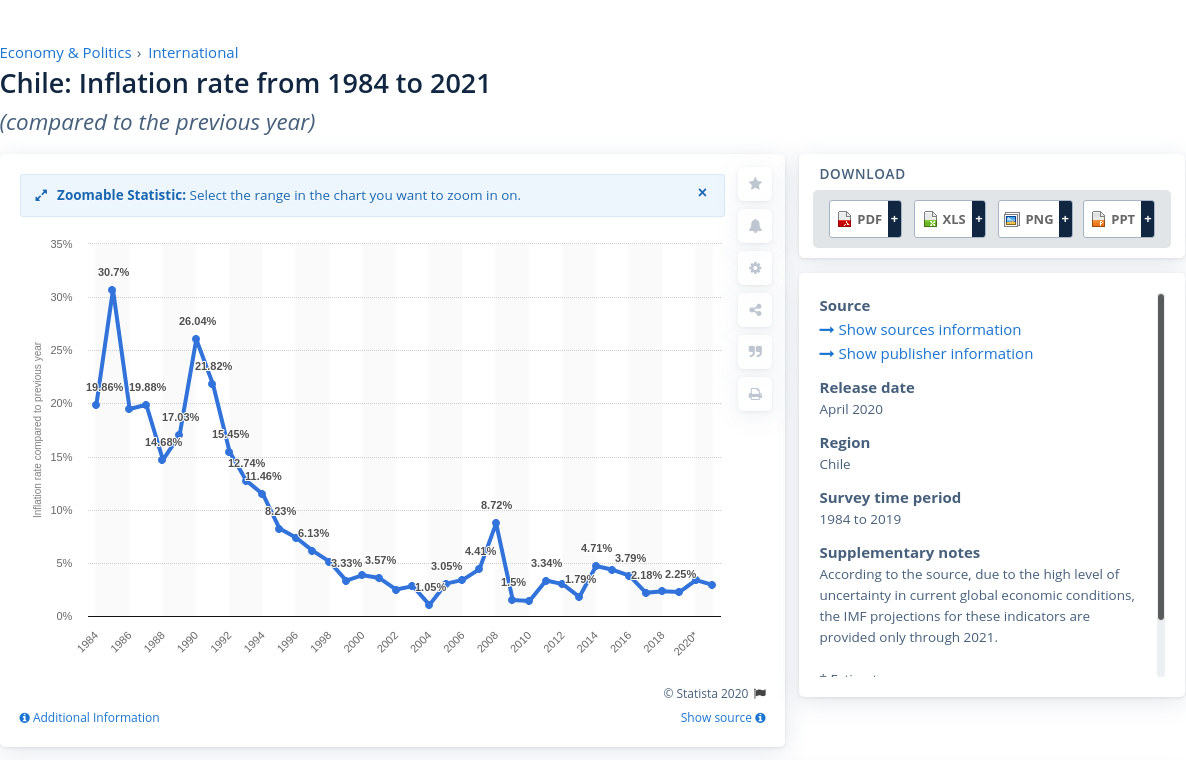 Economy & Politics › International
Chile: Inflation rate from 1984 to 2021
(compared to the previous year)
Zoomable Statistic: Select the range in the chart you want to zoom in on. ×
35%
30%
25%
20%
15%
10%
5%
0%
Inflation rate compared to previous year
19.86%
30.7%
19.88%
14.68%
17.03%
26.04%
21.82%
15.45%
12.74%
11.46%
8.23%
6.13%
3.33%
3.57%
1.05%
3.05%
4.41%
8.72%
1.5%
3.34%
1.79%
4.71%
3.79%
2.18%
2.25%
1984
1986
1988
1990
1992
1994
1996
1998
2000
2002
2004
2006
2008
2010
2012
2014
2016
2018
2020*
© Statista 2020
Additional Information
Show source
DOWNLOAD
PDF + XLS + PNG + PPT +
Source
Show sources information
Show publisher information
Release date
April 2020
Region
Chile
Survey time period
1984 to 2019
Supplementary notes
According to the source, due to the high level of
uncertainty in current global economic conditions,
the IMF projections for these indicators are
provided only through 2021.